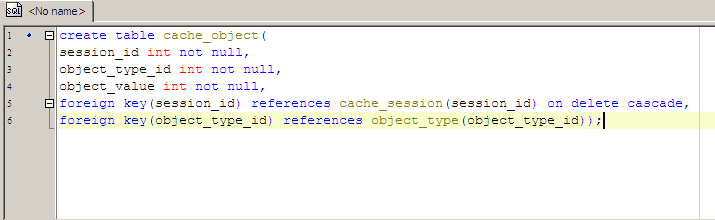 SQL <No name>
1 create table cache_object(
2 session_id int not null,
3 object_type_id int not null,
4 object_value int not null,
5 foreign key(session_id) references cache_session(session_id) on delete cascade,
6 foreign key(object_type_id) references object_type(object_type_id));